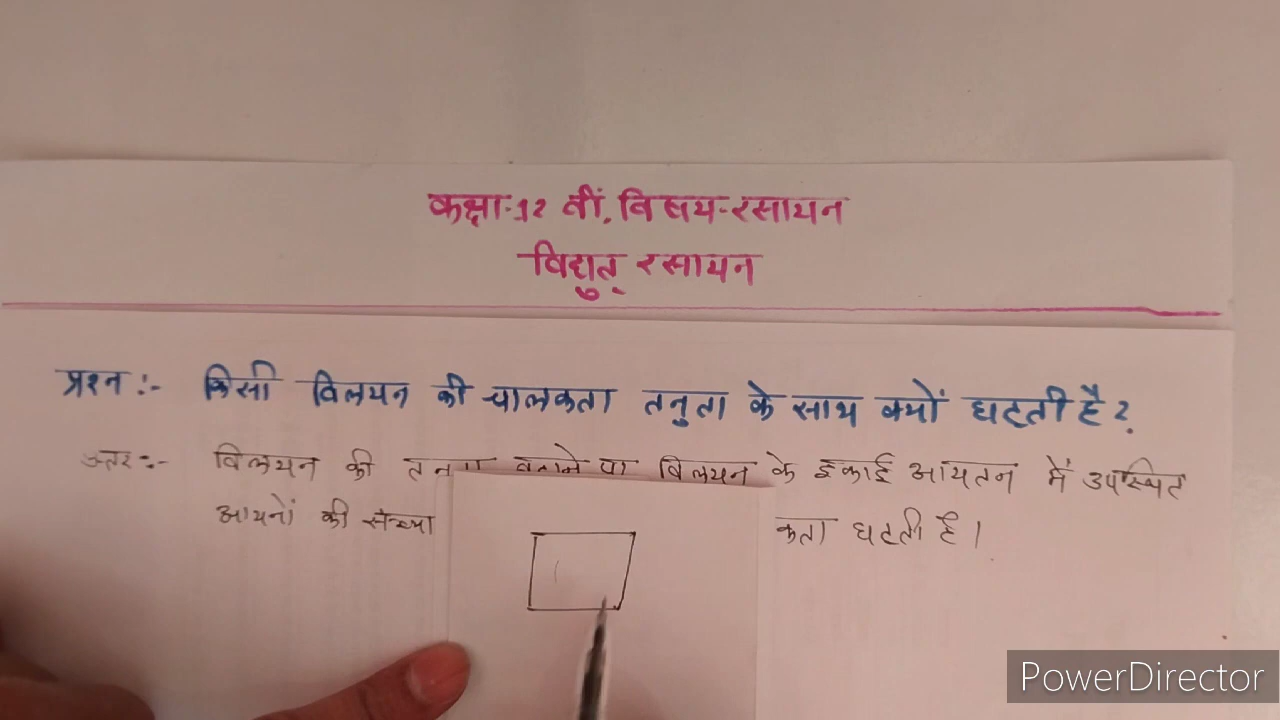 कक्षा-12 वीं. विषय-रसायन
विद्युत् रसायन
प्रश्न :- किसी विलयन की चालकता तनुता के साथ क्यों घटती है?
उत्तर :- विलयन की विलयन के इकाई आयतन में उपस्थित
आयनों की संख्या कता घटती है।
PowerDirector